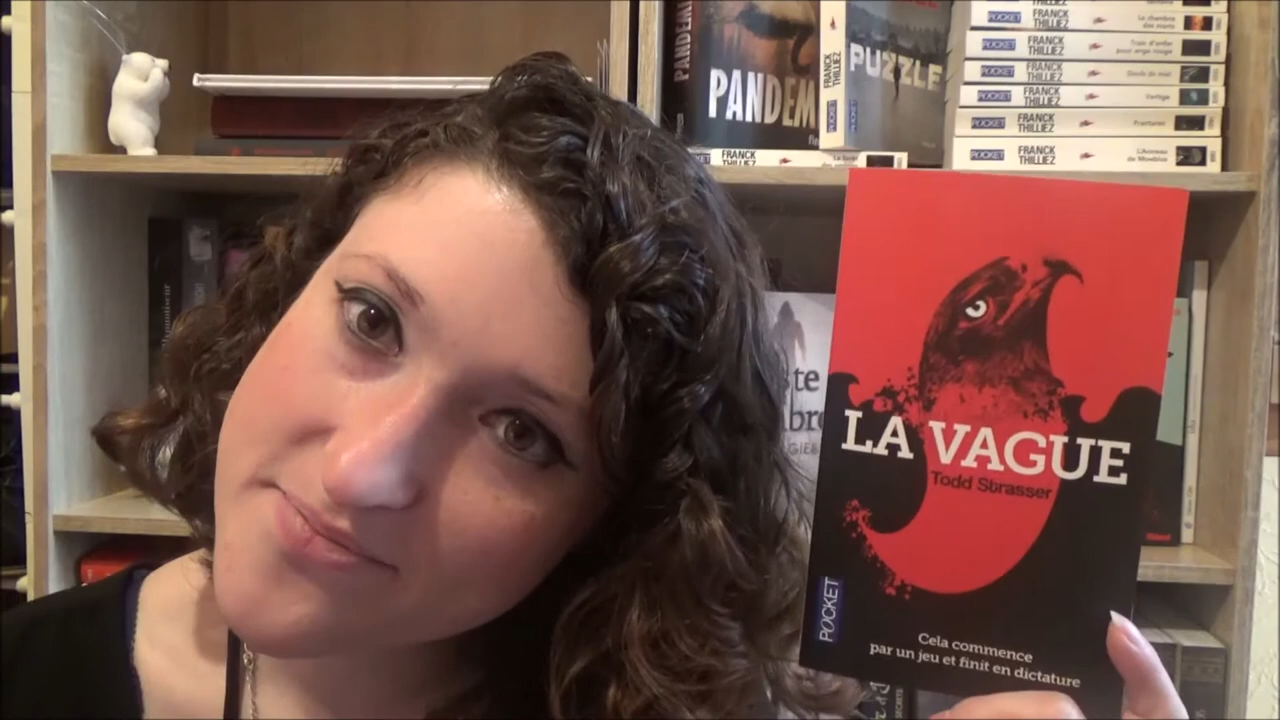 PANDEM
FRANCK
THILLIEZ
POCKET
PUZZLE
POCKET
FRANCK
THILLIEZ
La chambre
des morts
POCKET
FRANCK
THILLIEZ
Train d'enfer
pour ange rouge
POCKET
FRANCK
THILLIEZ
Deuils de miel
POCKET
FRANCK
THILLIEZ
Vertige
POCKET
FRANCK
THILLIEZ
Fractures
POCKET
FRANCK
THILLIEZ
L'Anneau
de Moebius
FRANCK
THILLIEZ
LA VAGUE
Todd Strasser
POCKET
Cela commence
par un jeu et finit en dictature